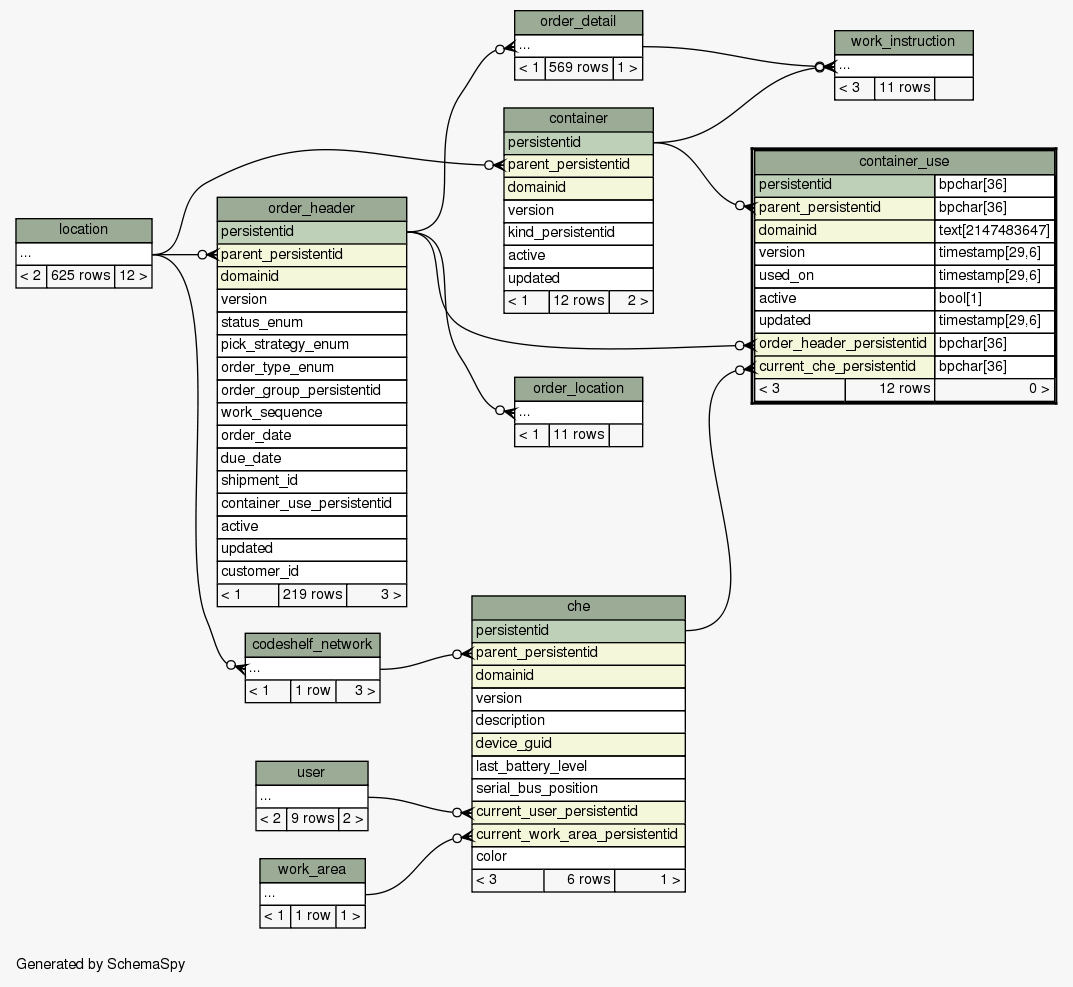 order_detail
...
< 1 569 rows 1 >
work_instruction
...
< 3 11 rows
container
persistentid
parent_persistentid
domainid
version
kind_persistentid
active
updated
< 1 12 rows 2 >
container_use
persistentid bpchar[36]
parent_persistentid bpchar[36]
domainid text[2147483647]
version timestamp[29,6]
used_on timestamp[29,6]
active bool[1]
updated timestamp[29,6]
order_header_persistentid bpchar[36]
current_che_persistentid bpchar[36]
< 3 12 rows 0 >
location
...
< 2 625 rows 12 >
order_header
persistentid
parent_persistentid
domainid
version
status_enum
pick_strategy_enum
order_type_enum
order_group_persistentid
work_sequence
order_date
due_date
shipment_id
container_use_persistentid
active
updated
customer_id
< 1 219 rows 3 >
order_location
...
< 1 11 rows
che
persistentid
parent_persistentid
domainid
version
description
device_guid
last_battery_level
serial_bus_position
current_user_persistentid
current_work_area_persistentid
color
< 3 6 rows 1 >
codeshelf_network
...
< 1 1 row 3 >
user
...
< 2 9 rows 2 >
work_area
...
< 1 1 row 1 >
Generated by SchemaSpy